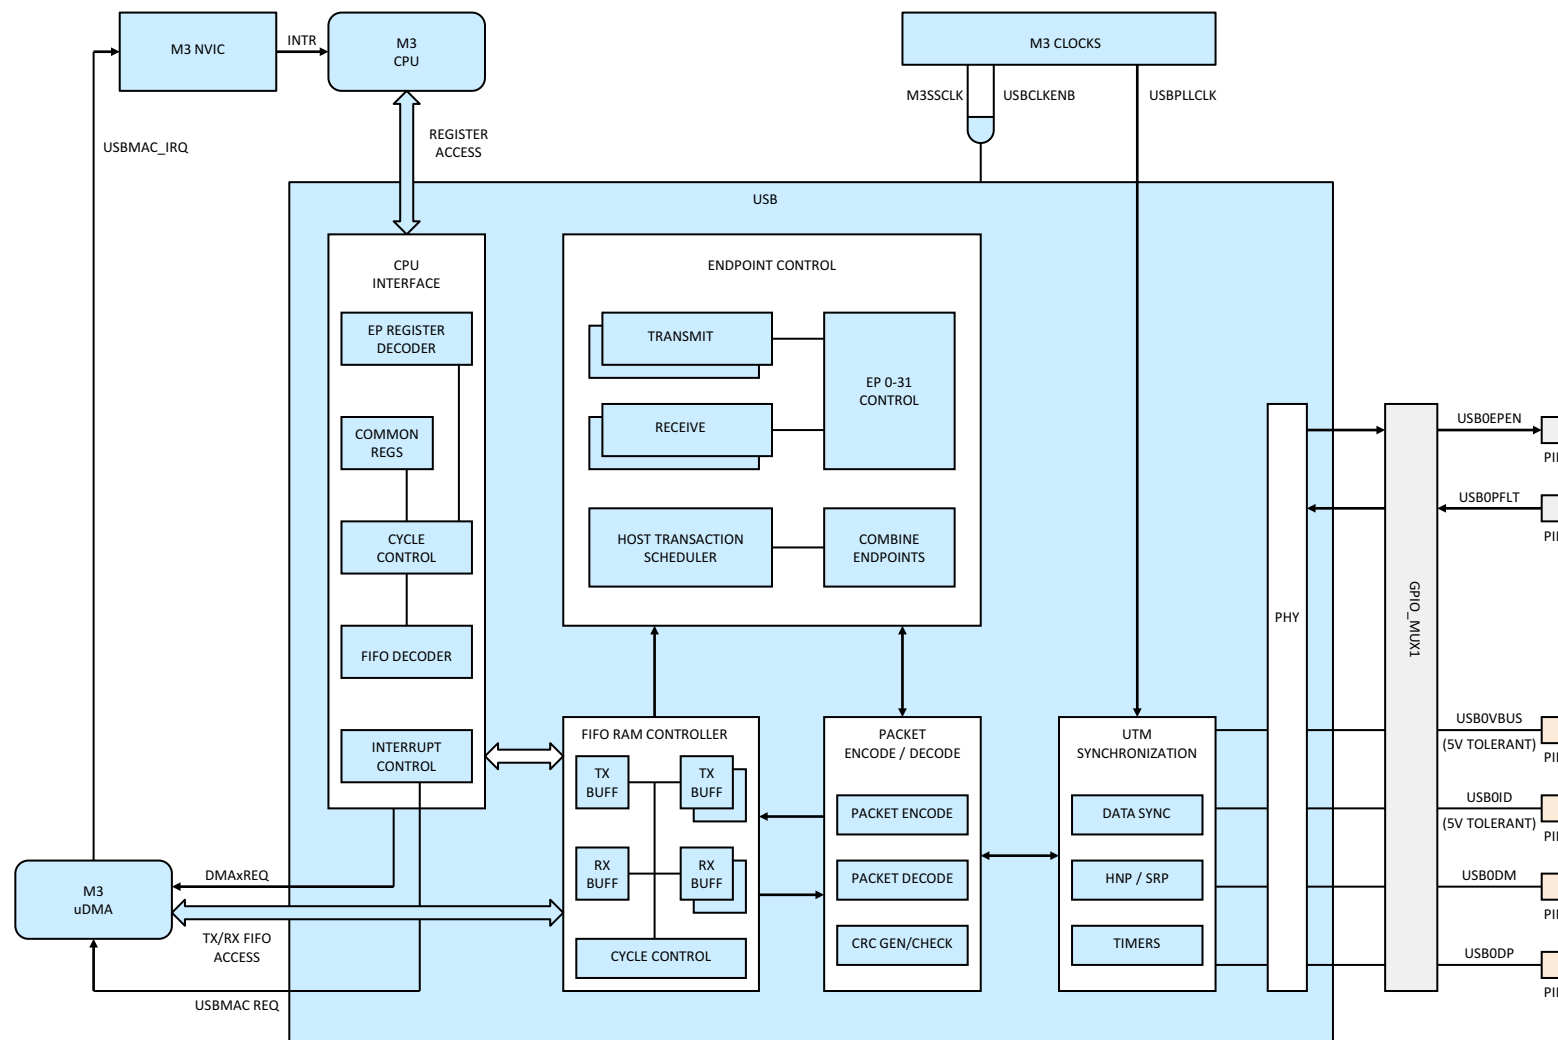 M3 NVIC
INTR
M3
CPU
M3 CLOCKS
M3SSCLK
USBCLKENB
USBPLLCLK
USBMAC_IRQ
REGISTER
ACCESS
USB
CPU
INTERFACE
EP REGISTER
DECODER
COMMON
REGS
CYCLE
CONTROL
FIFO DECODER
INTERRUPT
CONTROL
ENDPOINT CONTROL
TRANSMIT
RECEIVE
EP 0-31
CONTROL
HOST TRANSACTION
SCHEDULER
COMBINE
ENDPOINTS
FIFO RAM CONTROLLER
TX
BUFF
TX
BUFF
RX
BUFF
RX
BUFF
CYCLE CONTROL
PACKET
ENCODE / DECODE
PACKET ENCODE
PACKET DECODE
CRC GEN/CHECK
UTM
SYNCHRONIZATION
DATA SYNC
HNP / SRP
TIMERS
PHY
GPIO_MUX1
USB0EPEN
USB0PFLT
USB0VBUS
(5V TOLERANT)
USB0ID
(5V TOLERANT)
USB0DM
USB0DP
M3
uDMA
DMAxREQ
TX/RX FIFO
ACCESS
USBMAC REQ